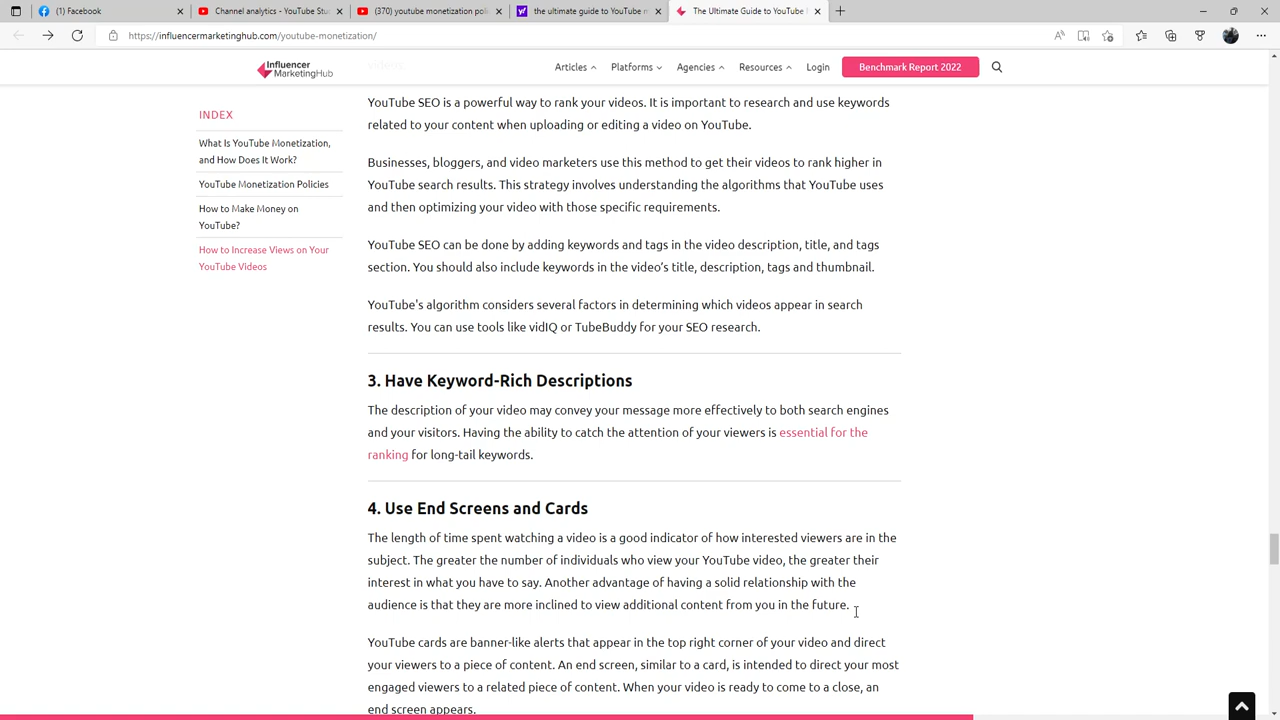 (1) Facebook
Channel analytics - YouTube Stu
(370) youtube monetization poli
the ultimate guide to YouTube m
The Ultimate Guide to YouTube
https://influencermarketinghub.com/youtube-monetization/
Influencer
MarketingHub
Articles
Platforms
Agencies
Resources
Login
Benchmark Report 2022
videos
INDEX
What Is YouTube Monetization,
and How Does It Work?
YouTube Monetization Policies
How to Make Money on
YouTube?
How to Increase Views on Your
YouTube Videos
YouTube SEO is a powerful way to rank your videos. It is important to research and use keywords
related to your content when uploading or editing a video on YouTube.
Businesses, bloggers, and video marketers use this method to get their videos to rank higher in
YouTube search results. This strategy involves understanding the algorithms that YouTube uses
and then optimizing your video with those specific requirements.
YouTube SEO can be done by adding keywords and tags in the video description, title, and tags
section. You should also include keywords in the video’s title, description, tags and thumbnail.
YouTube's algorithm considers several factors in determining which videos appear in search
results. You can use tools like vidIQ or TubeBuddy for your SEO research.
3. Have Keyword-Rich Descriptions
The description of your video may convey your message more effectively to both search engines
and your visitors. Having the ability to catch the attention of your viewers is essential for the
ranking for long-tail keywords.
4. Use End Screens and Cards
The length of time spent watching a video is a good indicator of how interested viewers are in the
subject. The greater the number of individuals who view your YouTube video, the greater their
interest in what you have to say. Another advantage of having a solid relationship with the
audience is that they are more inclined to view additional content from you in the future.
YouTube cards are banner-like alerts that appear in the top right corner of your video and direct
your viewers to a piece of content. An end screen, similar to a card, is intended to direct your most
engaged viewers to a related piece of content. When your video is ready to come to a close, an
end screen appears.